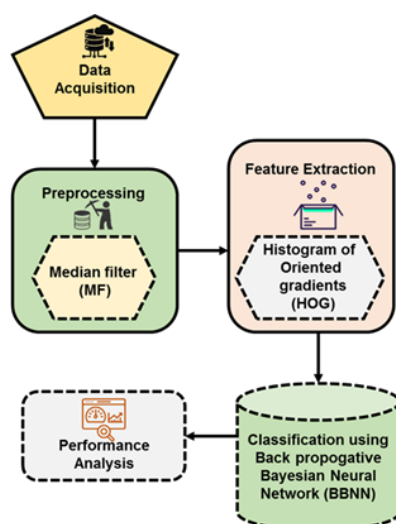 Data
Acquisition
Preprocessing
Median filter
(MF)
Feature Extraction
Histogram of
Oriented
gradients
(HOG)
Classification using
Back propogative
Bayesian Neural
Network (BBNN)
Performance
Analysis